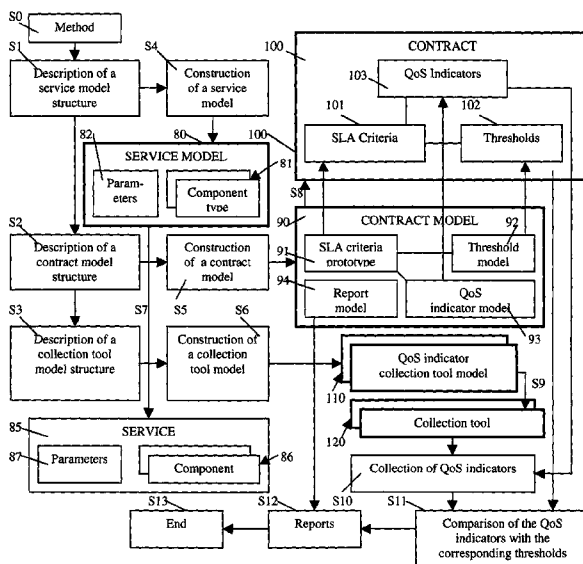 S0
Method
S1
Description of a
service model
structure
S4
Construction
of a service
model
100
CONTRACT
103
QoS Indicators
101
SLA Criteria
102
Thresholds
100
82
80
SERVICE MODEL
81
Param-
eters
Component
type
S8
90
CONTRACT MODEL
92
91
SLA criteria
prototype
Threshold
model
94
Report
model
QoS
indicator model
93
S2
Description of a
contract model
structure
Construction
of a contract
model
S7
S5
S6
S3
Description of a
collection tool
model structure
Construction of
a collection
tool model
QoS indicator
collection tool model
110
S9
Collection tool
120
85
SERVICE
87
Parameters
Component
86
Collection of QoS indicators
S10
S13
End
S12
Reports
S11
Comparison of the QoS
indicators with the
corresponding thresholds